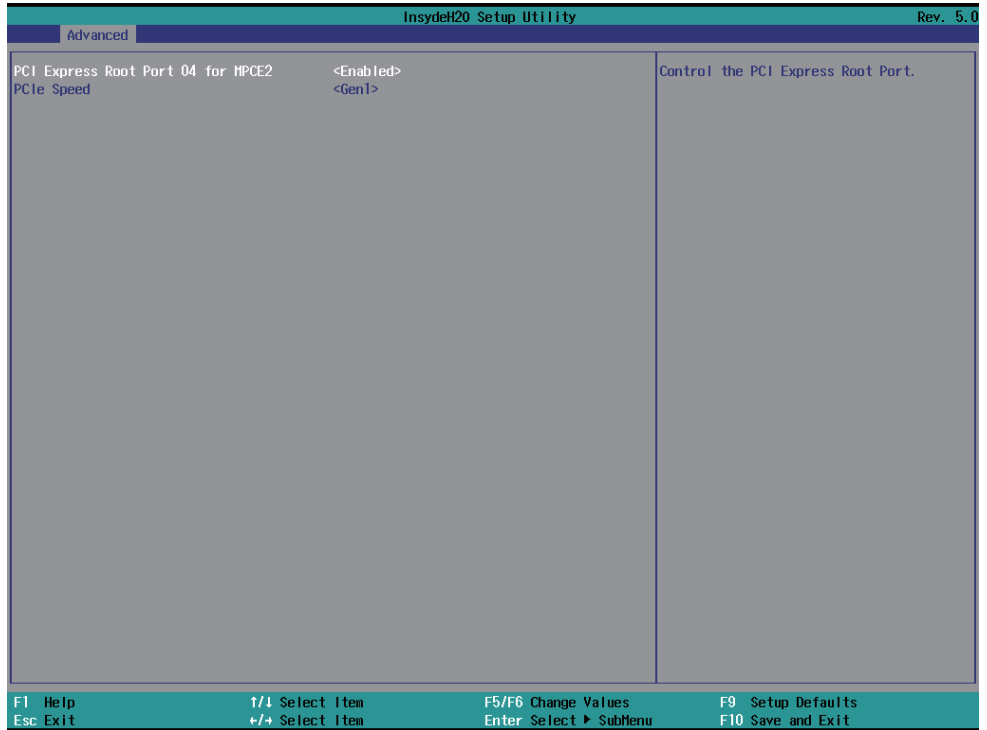 InsydeH20 Setup Utility Rev. 5.0
Advanced
PCI Express Root Port 04 for MPCE2 <Enabled> Control the PCI Express Root Port.
PCIe Speed <Gen1>
F1 Help ↑/↓ Select Item F5/F6 Change Values F9 Setup Defaults
Esc Exit ←/→ Select Item Enter Select ▶ SubMenu F10 Save and Exit